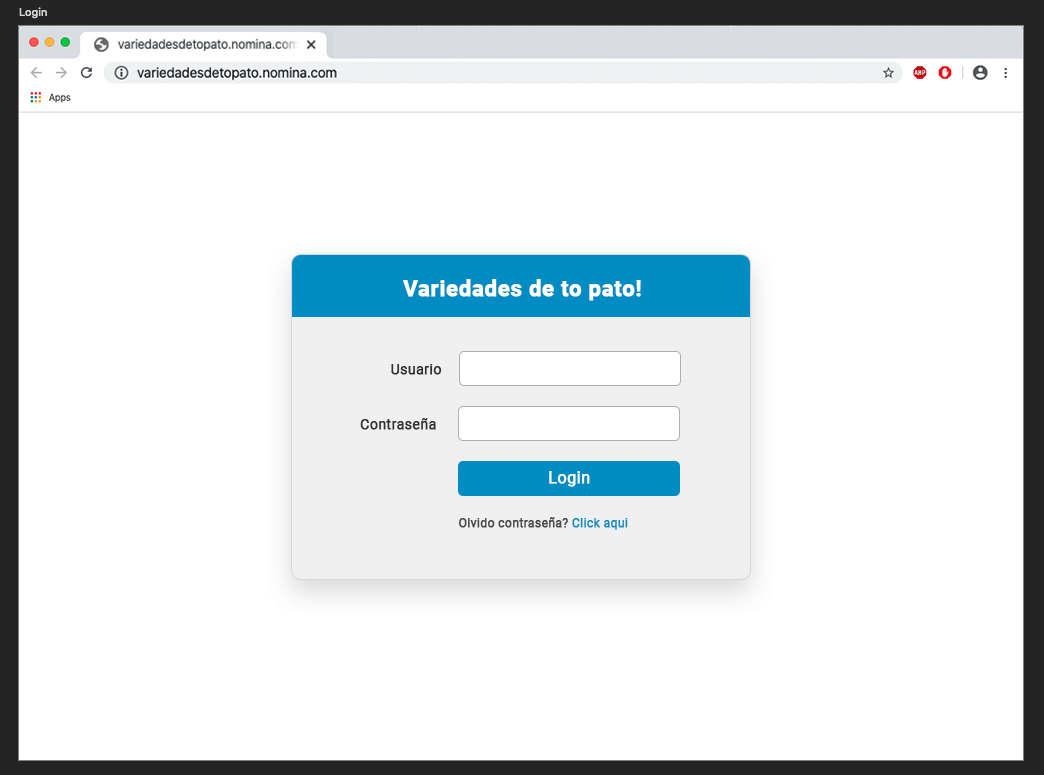 Login
variedadesdetopato.nomina.com
variedadesdetopato.nomina.com
ABP
Apps
Variedades de to pato!
Usuario
Contraseña
Login
Olvido contraseña? Click aqui